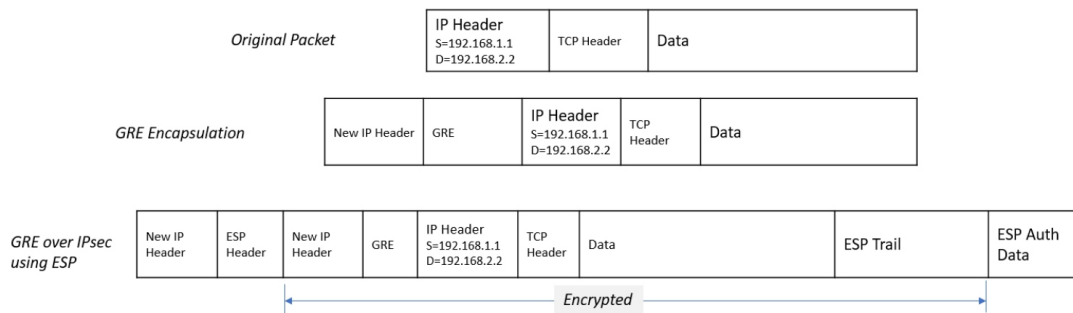 Original Packet
IP Header
S=192.168.1.1
D=192.168.2.2
TCP Header
Data
GRE Encapsulation
New IP Header
GRE
IP Header
S=192.168.1.1
D=192.168.2.2
TCP
Header
Data
GRE over IPsec
using ESP
New IP
Header
ESP
Header
New IP
Header
GRE
IP Header
S=192.168.1.1
D=192.168.2.2
TCP
Header
Data
ESP Trail
ESP Auth
Data
Encrypted